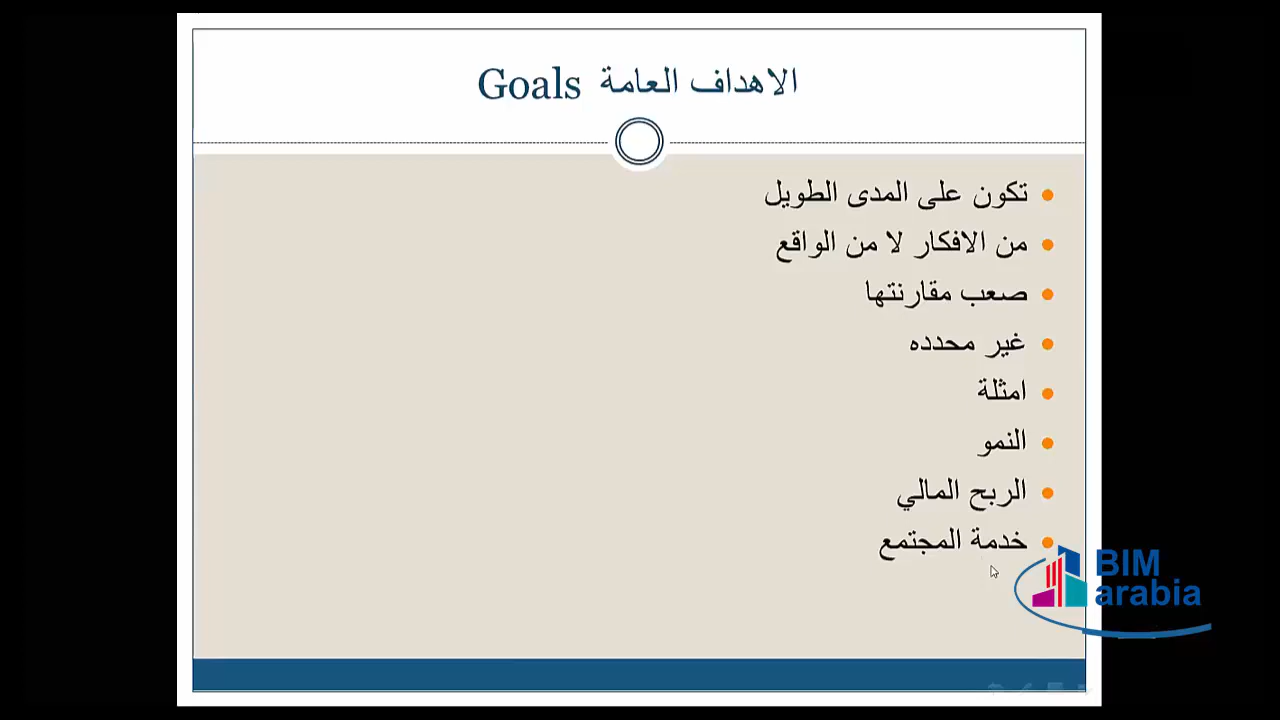 الاهداف العامة Goals
تكون على المدى الطويل
من الافكار لا من الواقع
صعب مقارنتها
غير محدده
امثلة
النمو
الربح المالي
خدمة المجتمع
BIM
arabia